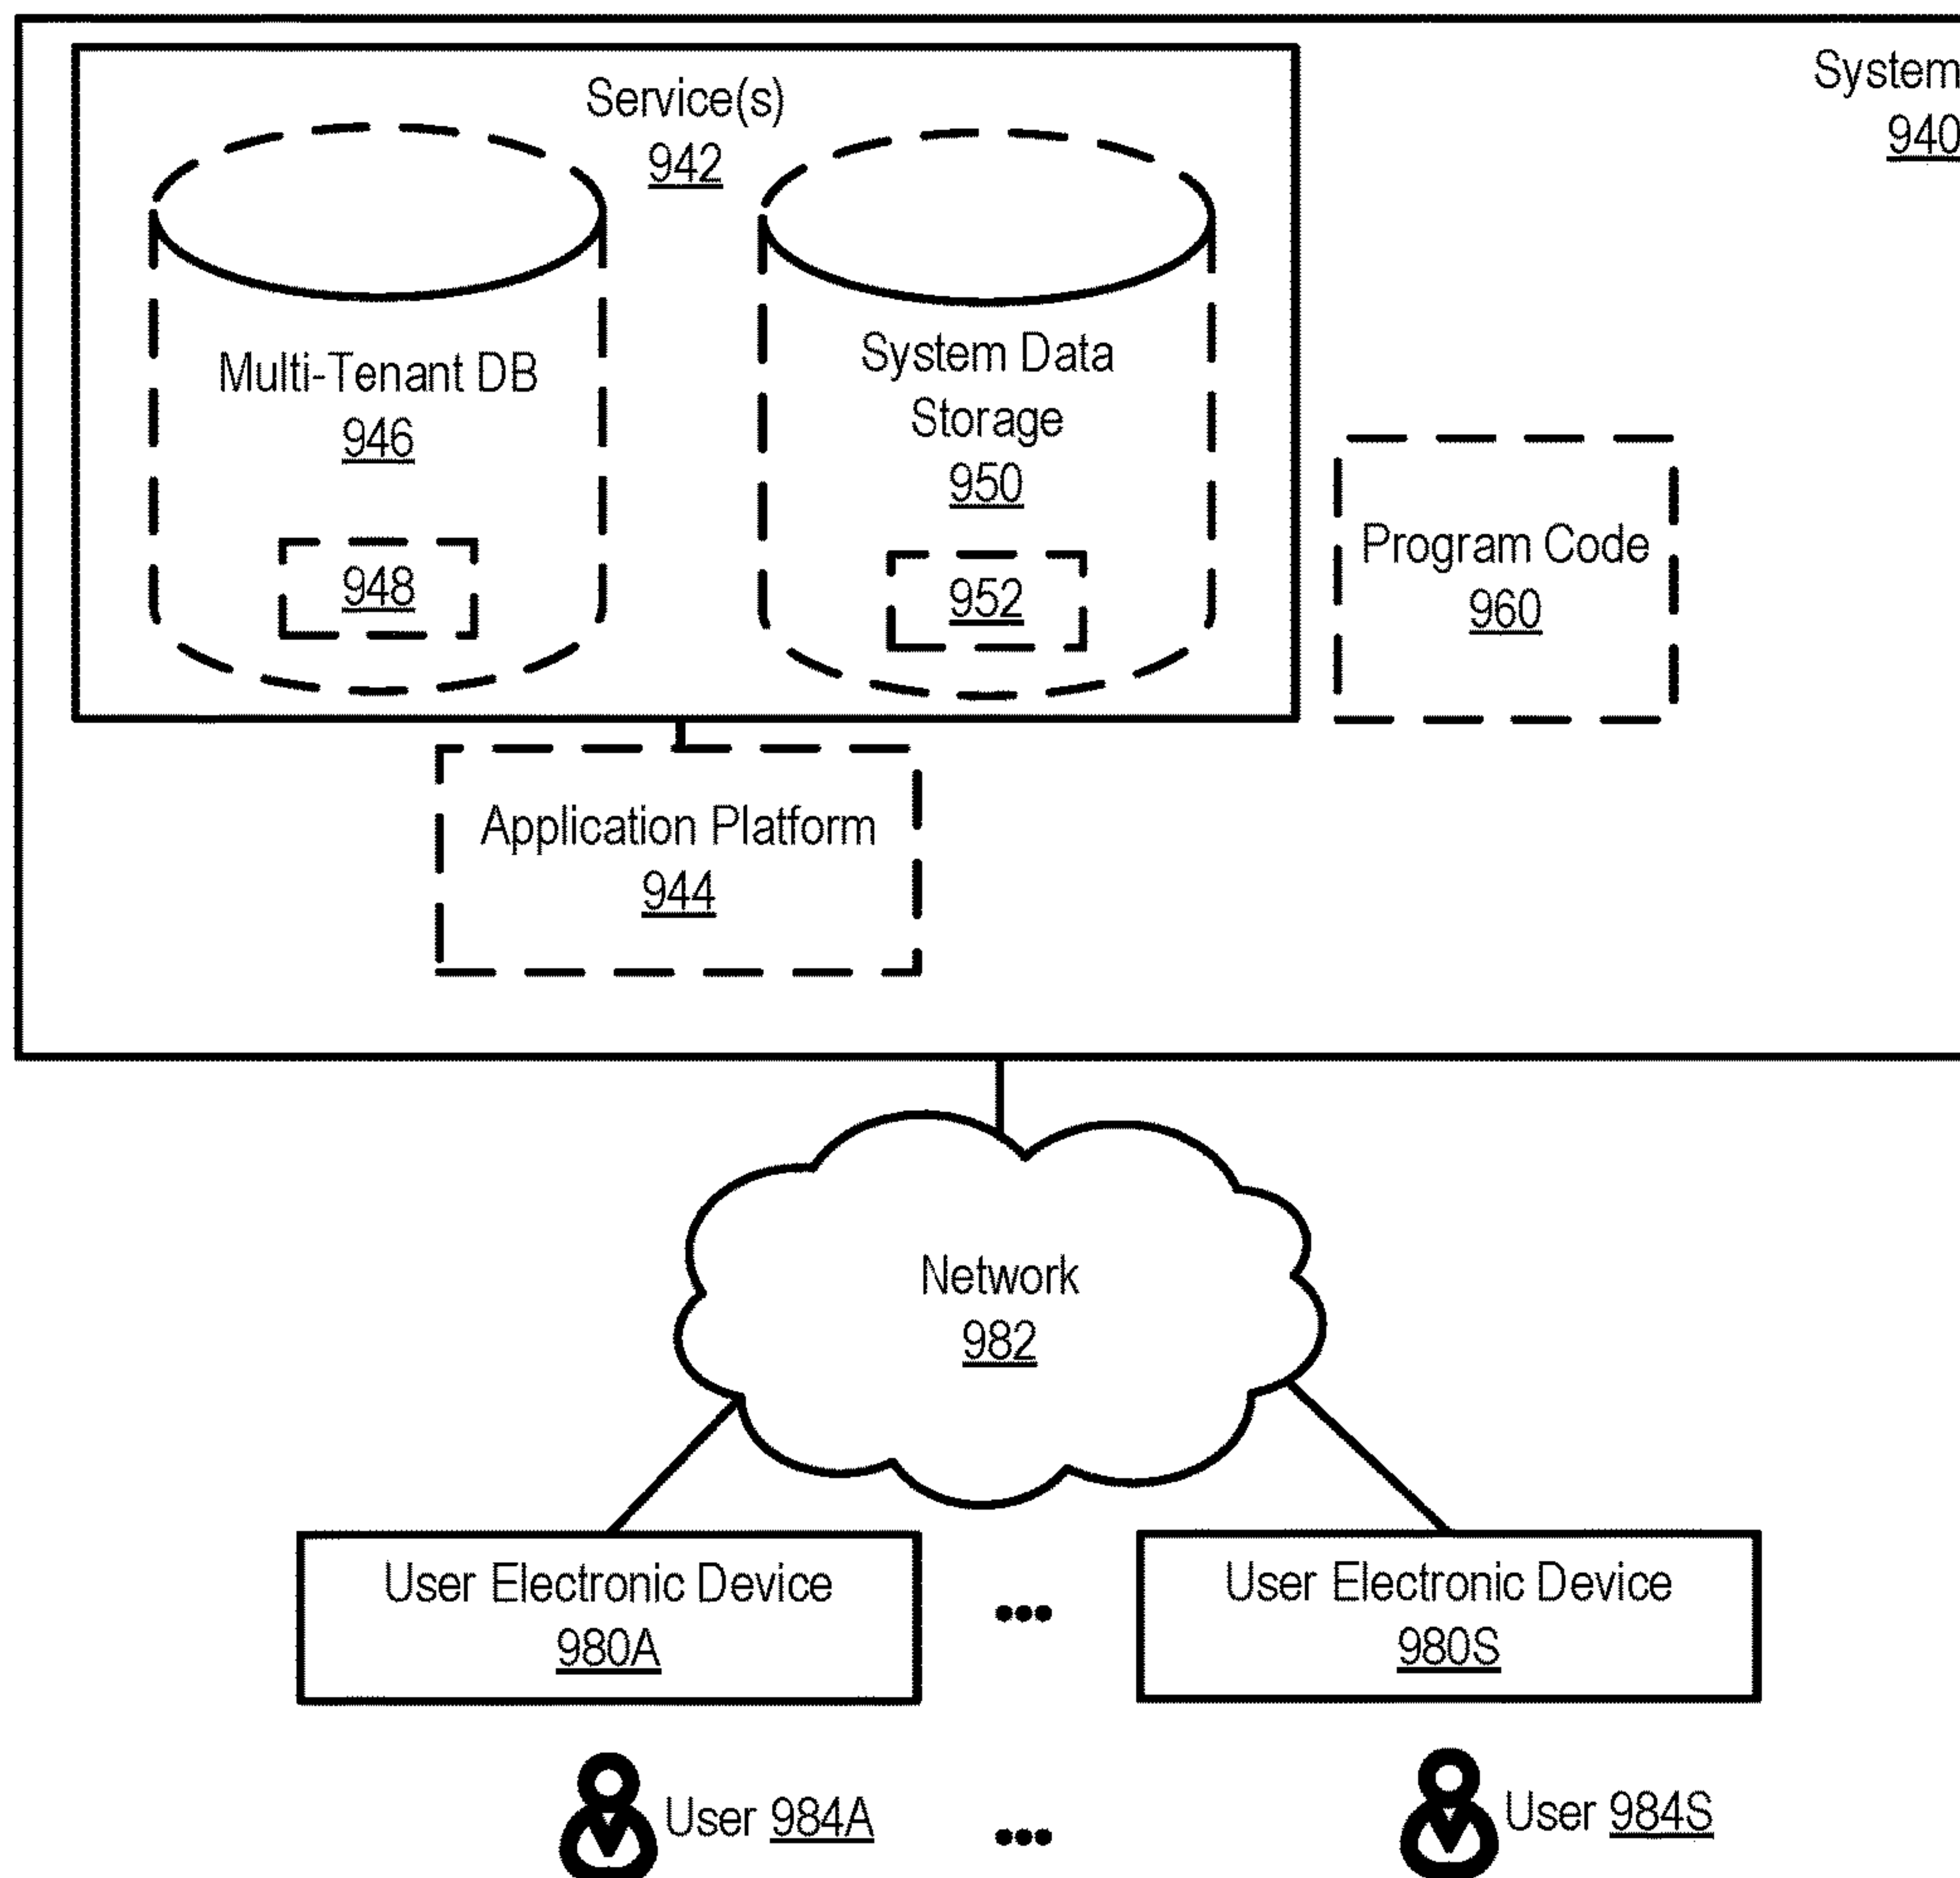 System
940
Service(s)
942
Multi-Tenant DB
946
948
System Data
Storage
950
952
Program Code
960
Application Platform
944
Network
982
User Electronic Device
980A
...
User Electronic Device
980S
User 984A
...
User 984S